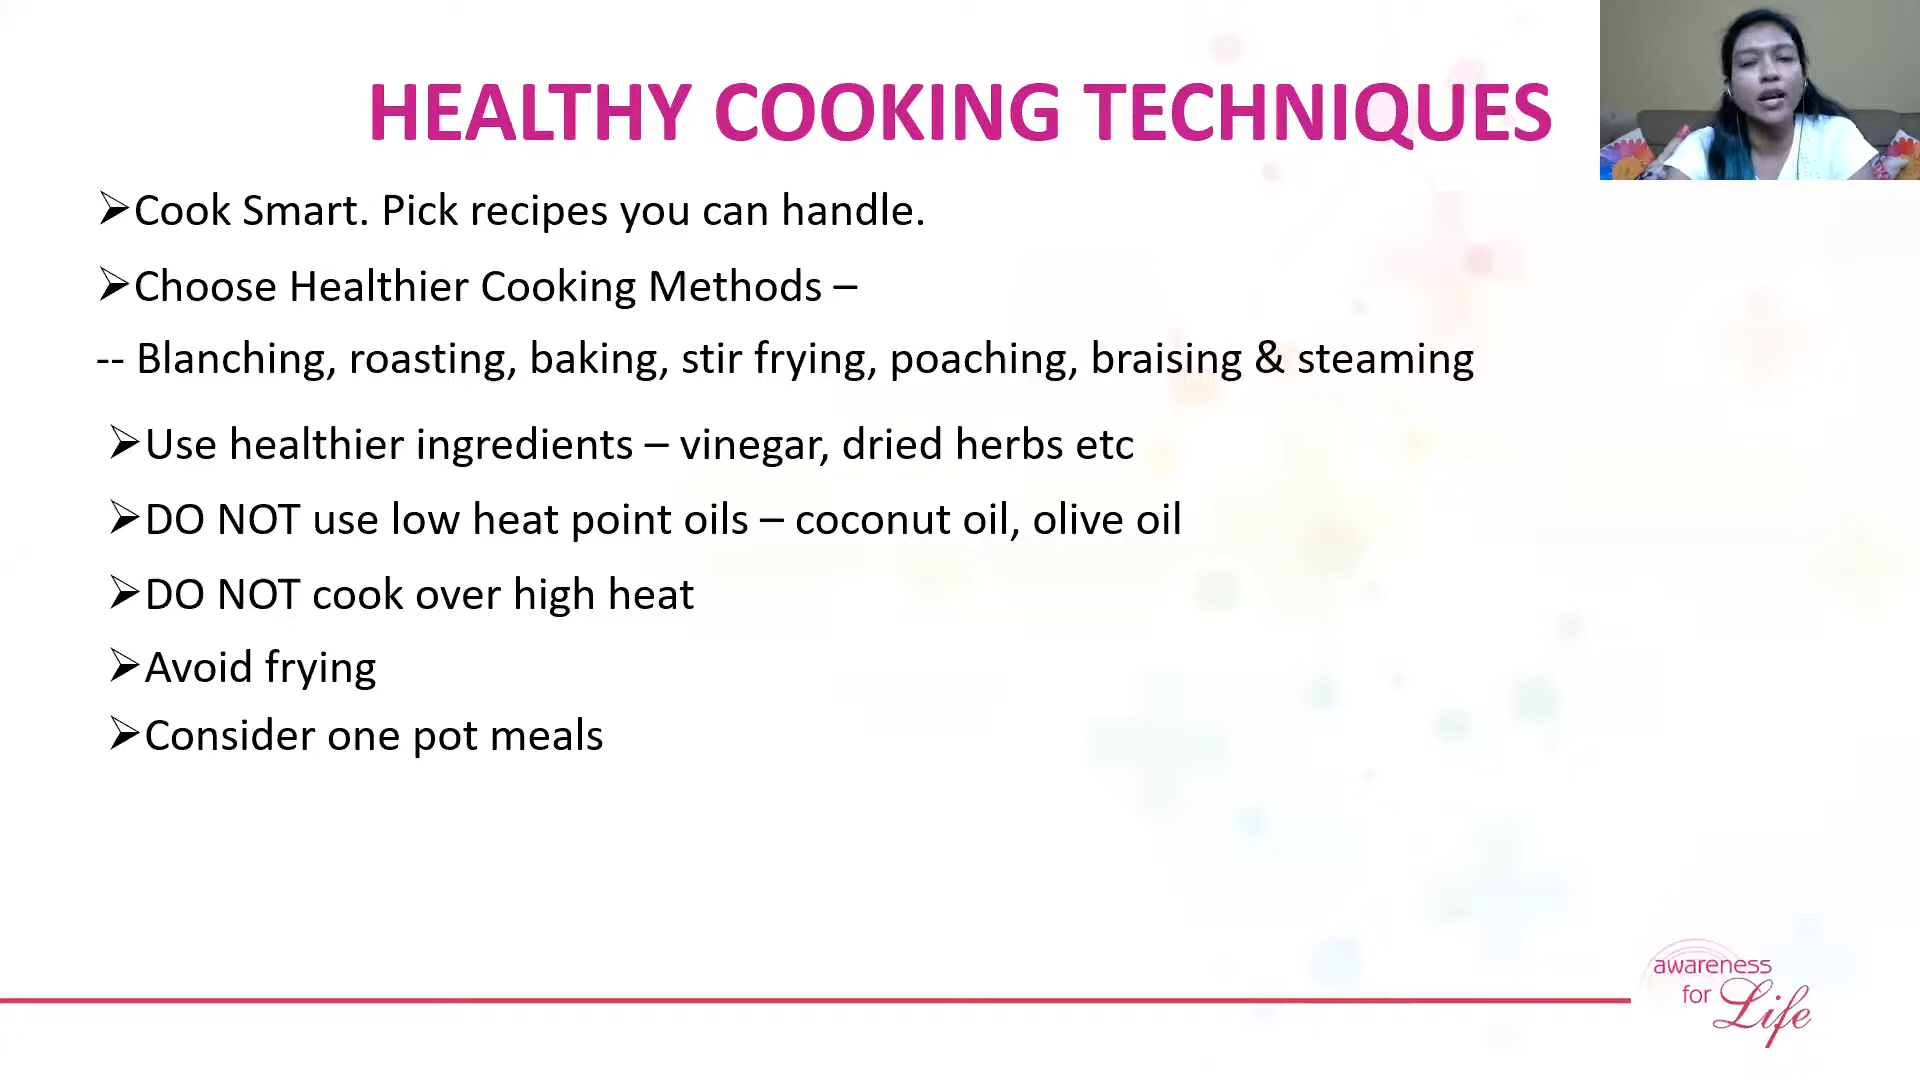 HEALTHY COOKING TECHNIQUES
➢Cook Smart. Pick recipes you can handle.
➢Choose Healthier Cooking Methods –
-- Blanching, roasting, baking, stir frying, poaching, braising & steaming
➢Use healthier ingredients – vinegar, dried herbs etc
➢DO NOT use low heat point oils – coconut oil, olive oil
➢DO NOT cook over high heat
➢Avoid frying
➢Consider one pot meals
awareness
for Life